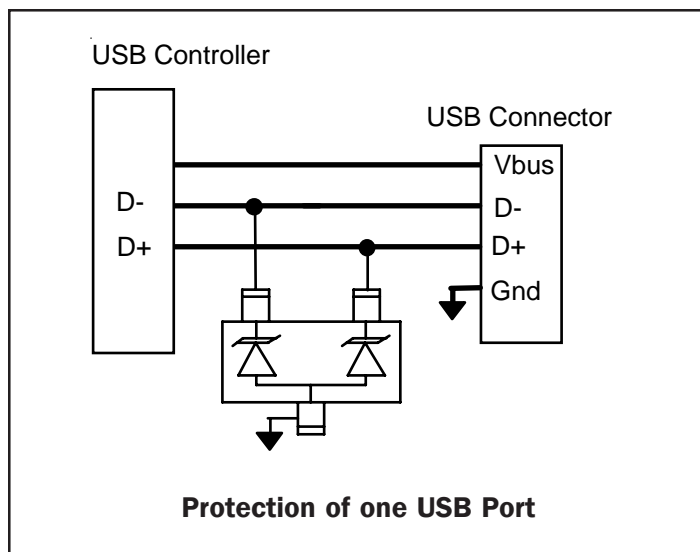 USB Controller
USB Connector
Vbus
D-
D-
D+
D+
Gnd
Protection of one USB Port